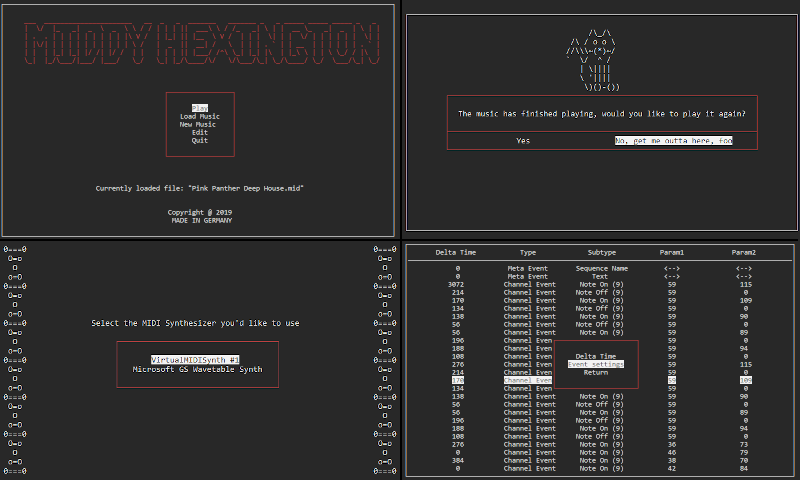 Play
Load Music
New Music
Edit
Quit
Currently loaded file: "Pink Panther Deep House.mid"
Copyright @ 2019
MADE IN GERMANY
The music has finished playing, would you like to play it again?
Yes No, get me outta here, foo
Select the MIDI Synthesizer you'd like to use
VirtualMIDISynth #1
Microsoft GS Wavetable Synth
Delta Time Type Subtype Param1 Param2
0 Meta Event Sequence Name <--> <-->
0 Meta Event Text <--> <-->
3072 Channel Event Note On (9) 59 115
214 Channel Event Note Off (9) 59 0
170 Channel Event Note On (9) 59 109
134 Channel Event Note Off (9) 59 0
138 Channel Event Note On (9) 59 90
56 Channel Event Note Off (9) 59 0
56 Channel Event Note On (9) 59 89
196 Channel Even 59 0
188 Channel Even 59 94
108 Channel Even Delta Time 59 0
276 Channel Even Event settings 59 115
214 Channel Even Return 59 0
170 Channel Even 59 109
134 Channel Even 59 0
138 Channel Event Note On (9) 59 90
56 Channel Event Note Off (9) 59 0
56 Channel Event Note On (9) 59 89
196 Channel Event Note Off (9) 59 0
188 Channel Event Note On (9) 59 94
108 Channel Event Note Off (9) 59 0
276 Channel Event Note On (9) 36 73
0 Channel Event Note On (9) 46 79
384 Channel Event Note On (9) 38 70
0 Channel Event Note On (9) 42 84